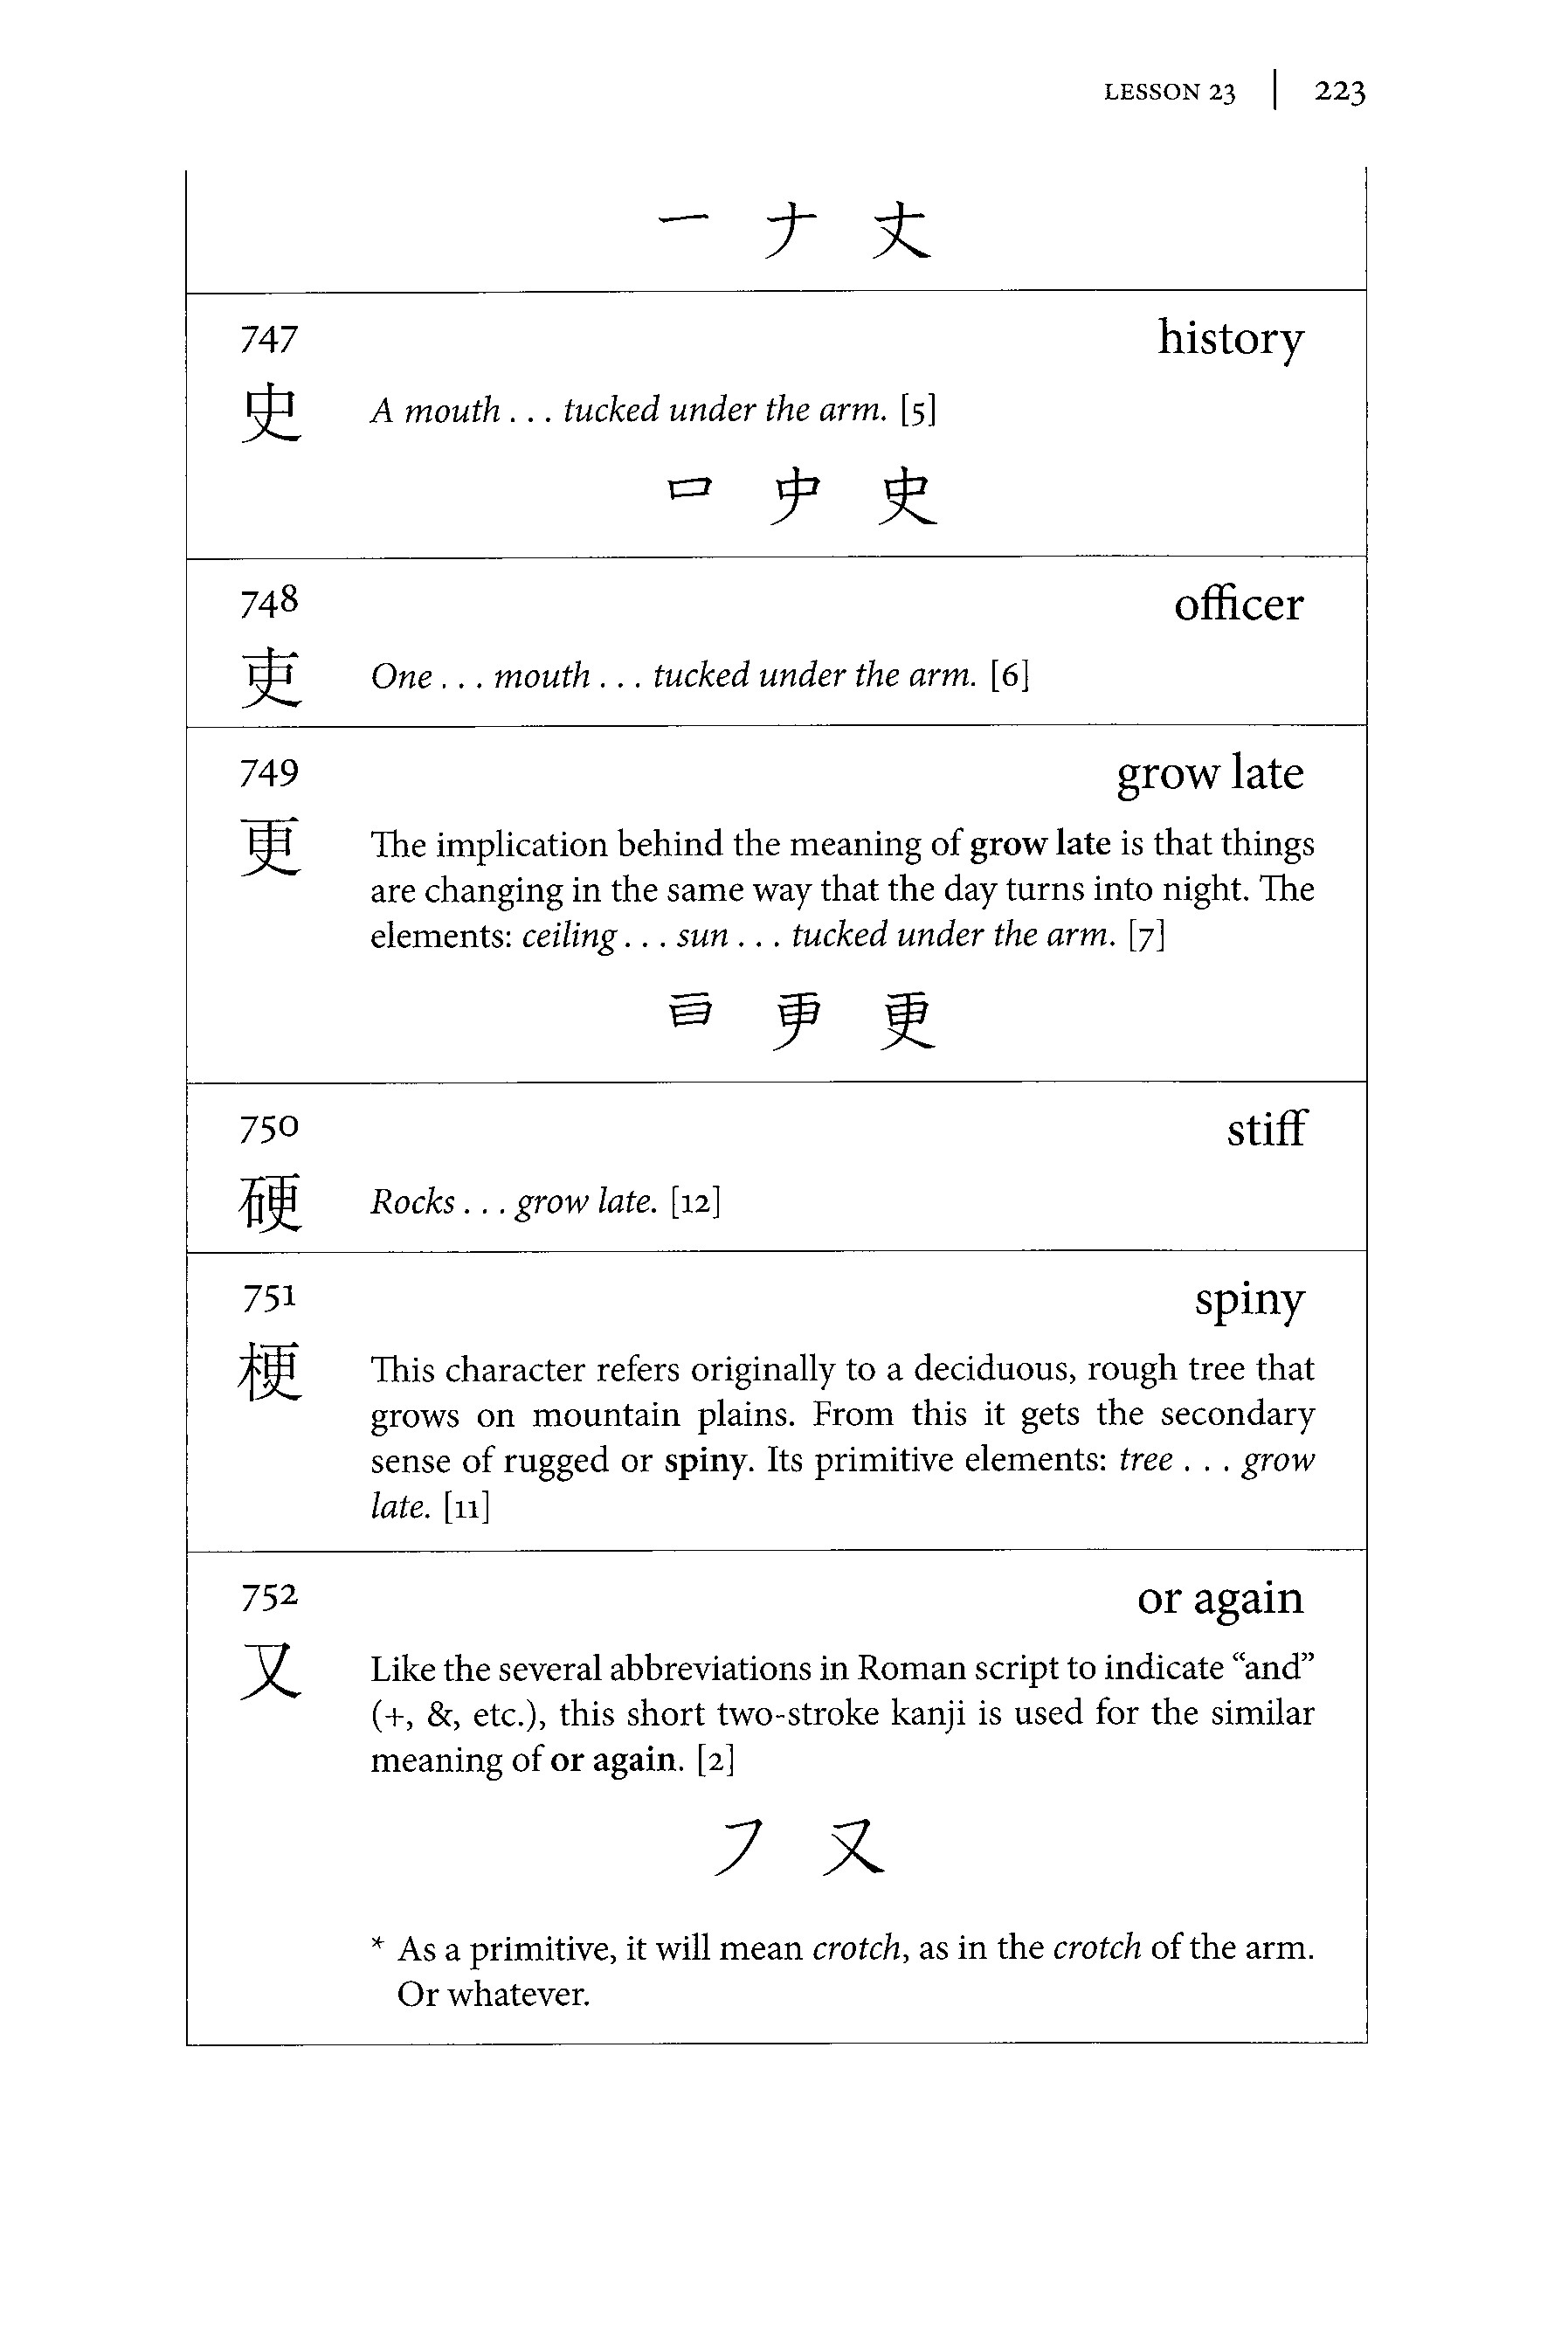 LESSON 23 | 223
一 ナ 丈
747 history
史 A mouth . . . tucked under the arm. [5]
口 史
748 officer
吏 One . . . mouth . . . tucked under the arm. [6]
749 grow late
更 The implication behind the meaning of grow late is that things
are changing in the same way that the day turns into night. The
elements: ceiling . . . sun . . . tucked under the arm. [7]
更
750 stiff
硬 Rocks . . . grow late. [12]
751 spiny
梗 This character refers originally to a deciduous, rough tree that
grows on mountain plains. From this it gets the secondary
sense of rugged or spiny. Its primitive elements: tree . . . grow
late. [11]
752 or again
又 Like the several abbreviations in Roman script to indicate “and”
(+, &, etc.), this short two-stroke kanji is used for the similar
meaning of or again. [2]
フ 又
* As a primitive, it will mean crotch, as in the crotch of the arm.
Or whatever.